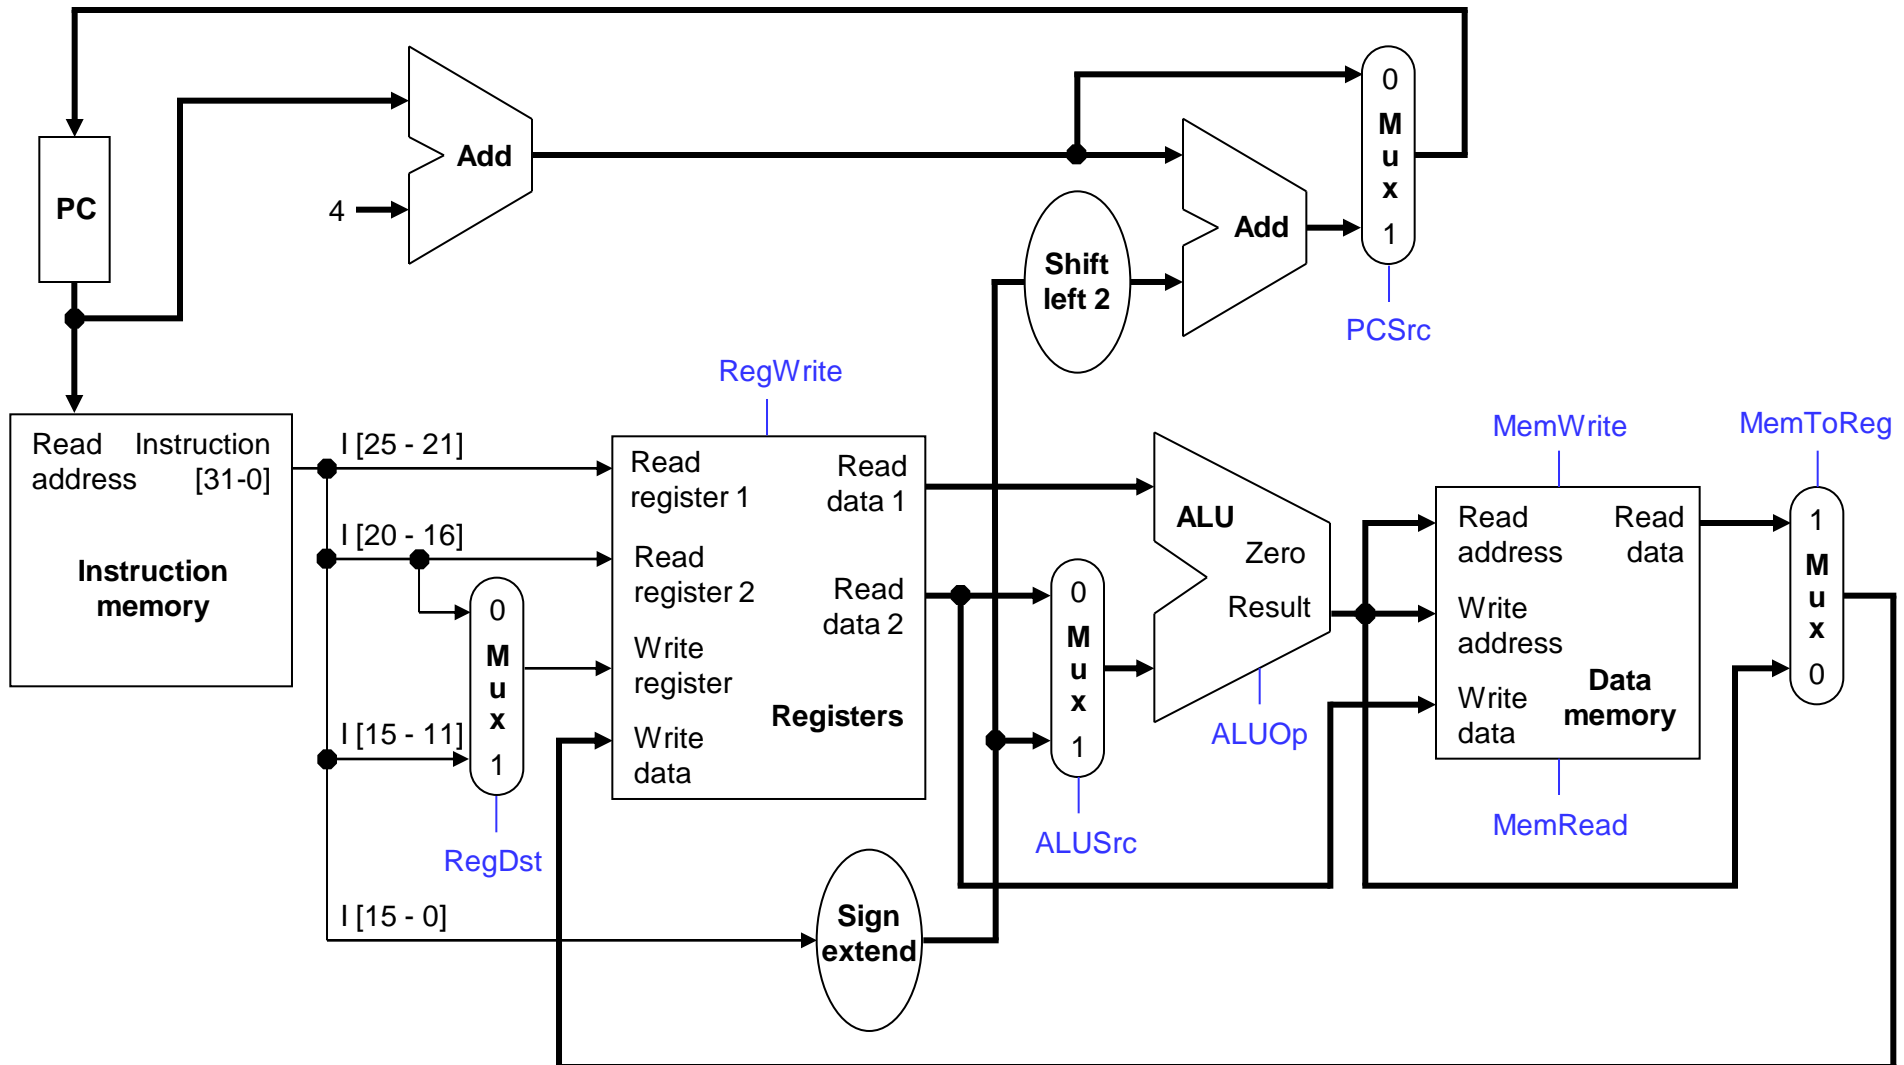 PC
Add
4
Shift
left 2
Add
0
M
u
x
1
PCSrc
Read
address
Instruction
[31-0]
Instruction
memory
I [25 - 21]
I [20 - 16]
I [15 - 11]
I [15 - 0]
0
M
u
x
1
RegDst
RegWrite
Read
register 1
Read
register 2
Write
register
Write
data
Read
data 1
Read
data 2
Registers
Sign
extend
0
M
u
x
1
ALUSrc
ALU
Zero
Result
ALUOp
MemWrite
Read
address
Write
address
Write
data
Read
data
Data
memory
MemRead
MemToReg
1
M
u
x
0